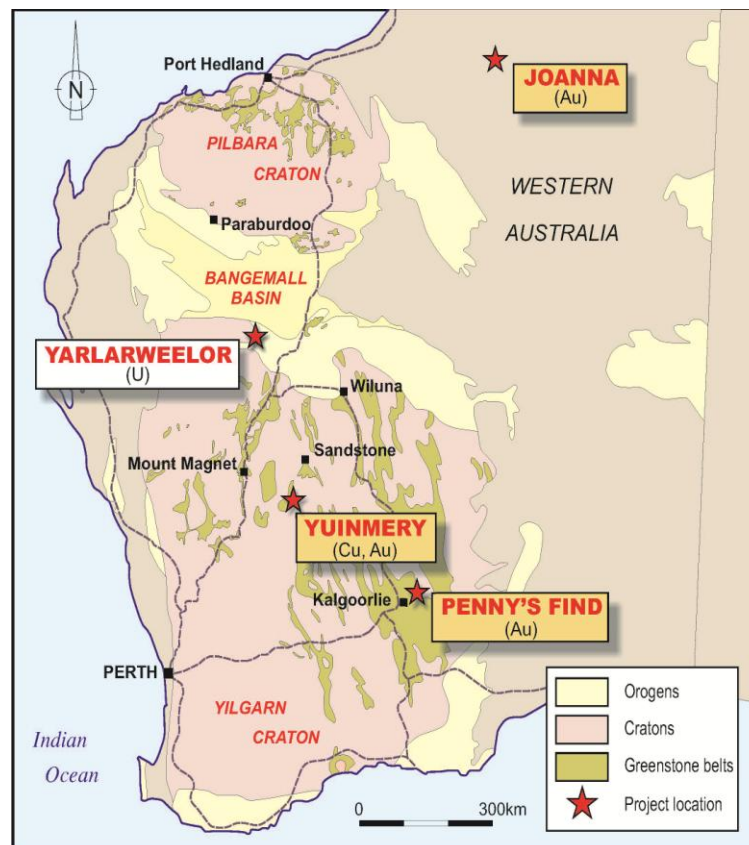 N
Port Hedland
JOANNA
(Au)
PILBARA
CRATON
WESTERN
AUSTRALIA
Paraburdoo
BANGEMALL
BASIN
YARLARWEELOR
(U)
Wiluna
Sandstone
Mount Magnet
YUINMERY
(Cu, Au)
Kalgoorlie
PENNY'S FIND
(Au)
PERTH
YILGARN
CRATON
Indian
Ocean
0 300km
Orogens
Cratons
Greenstone belts
Project location